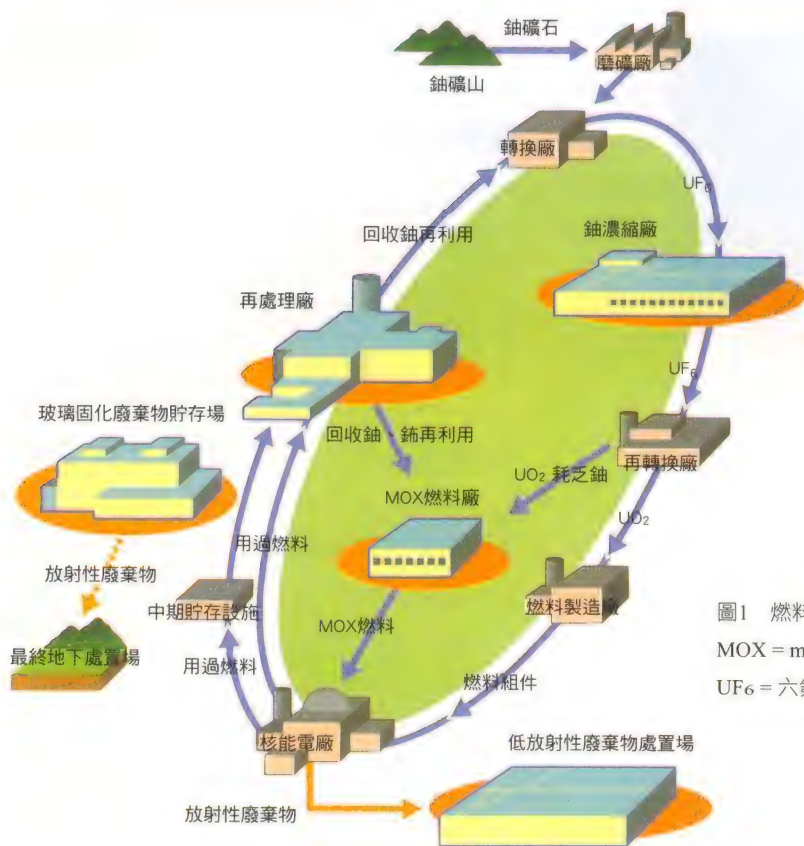 鈾礦石
鈾礦山
磨礦廠
轉換廠
UF₆
回收鈾再利用
鈾濃縮廠
再處理廠
UF₆
玻璃固化廢棄物貯存場
回收鈾、鈽再利用
再轉換廠
UO₂ 耗乏鈾
MOX燃料廠
UO₂
用過燃料
放射性廢棄物
中期貯存設施
燃料製造廠
MOX燃料
最終地下處置場
用過燃料
燃料組件
核能電廠
低放射性廢棄物處置場
放射性廢棄物
圖1 燃料
MOX = m
UF₆ = 六